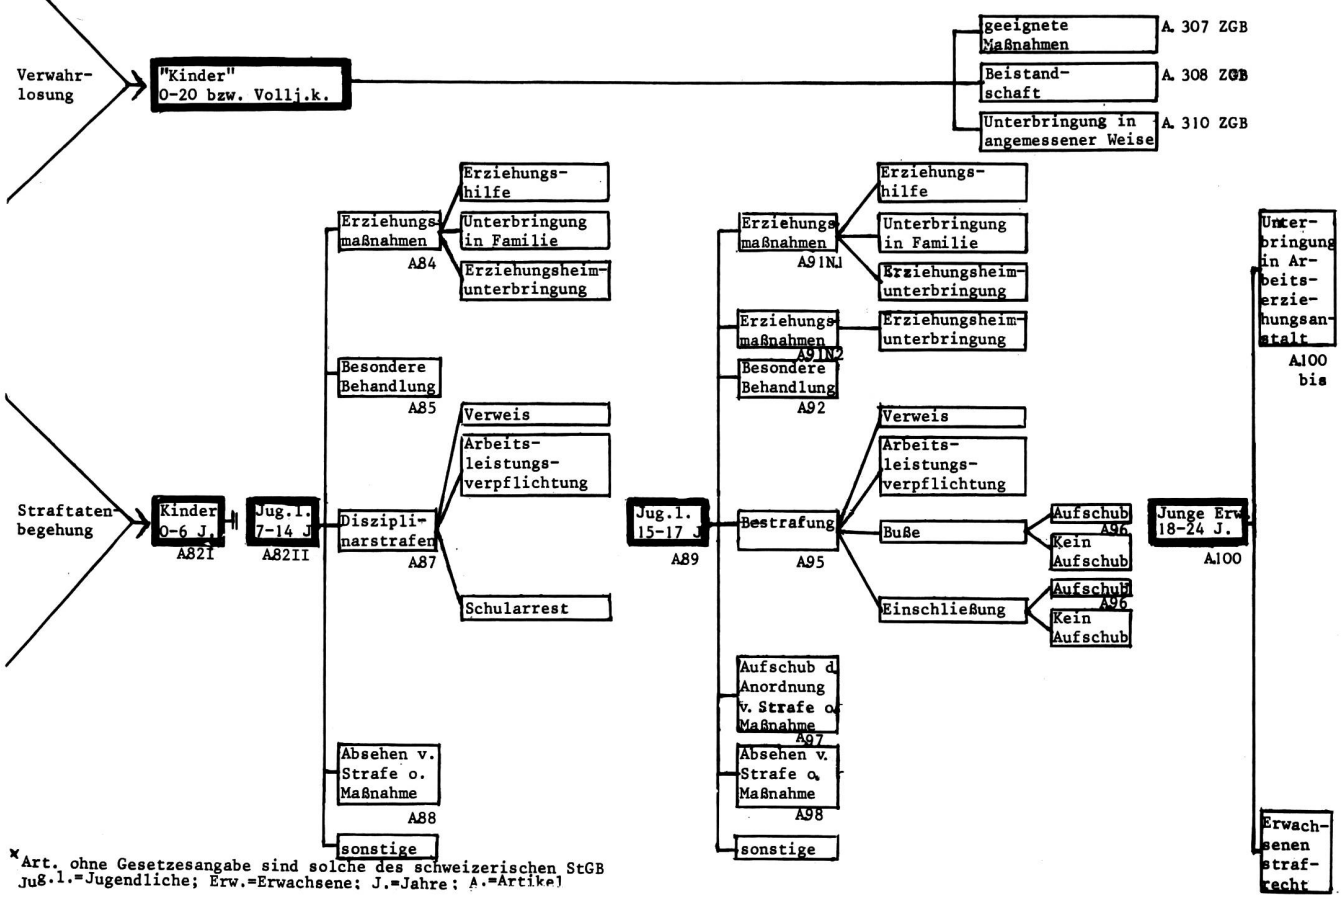 geeignete
Maßnahmen
A. 307 ZGB
Verwahr-
losung
"Kinder"
0-20 bzw. Vollj.k.
Beistand-
schaft
A. 308 ZGB
Unterbringung in
angemessener Weise
A. 310 ZGB
Erziehungs-
hilfe
Erziehungs
maßnahmen
A84
Unterbringung
in Familie
Erziehungsheim-
unterbringung
Besondere
Behandlung
A85
Verweis
Arbeits-
leistungs-
verpflichtung
Straftaten-
begehung
Kinder
0-6 J.
A82I
Jug.l.
7-14 J
A82II
Diszipli-
narstrafen
A87
Schularrest
Absehen v.
Strafe o.
Maßnahme
A88
sonstige
Erziehungs-
hilfe
Erziehungs
maßnahmen
A91N.1
Unterbringung
in Familie
Erziehungsheim-
unterbringung
Erziehungs-
maßnahmen
A91N2
Erziehungsheim-
unterbringung
Besondere
Behandlung
A92
Verweis
Arbeits-
leistungs-
verpflichtung
Jug.l.
15-17 J
A89
Bestrafung
A95
Buße
Aufschub
A96
Kein
Aufschub
Einschließung
Aufschub
A96
Kein
Aufschub
Aufschub d.
Anordnung
v. Strafe o.
Maßnahme
A97
Absehen v.
Strafe o.
Maßnahme
A98
sonstige
Junge Erw.
18-24 J.
A.100
Unter-
bringung
in Ar-
beits-
erzie-
hungsan-
stalt
A.100
bis
Erwach-
senen
straf-
recht
*Art. ohne Gesetzesangabe sind solche des schweizerischen StGB
Jug.l.=Jugendliche; Erw.=Erwachsene; J.=Jahre; A.=Artikel